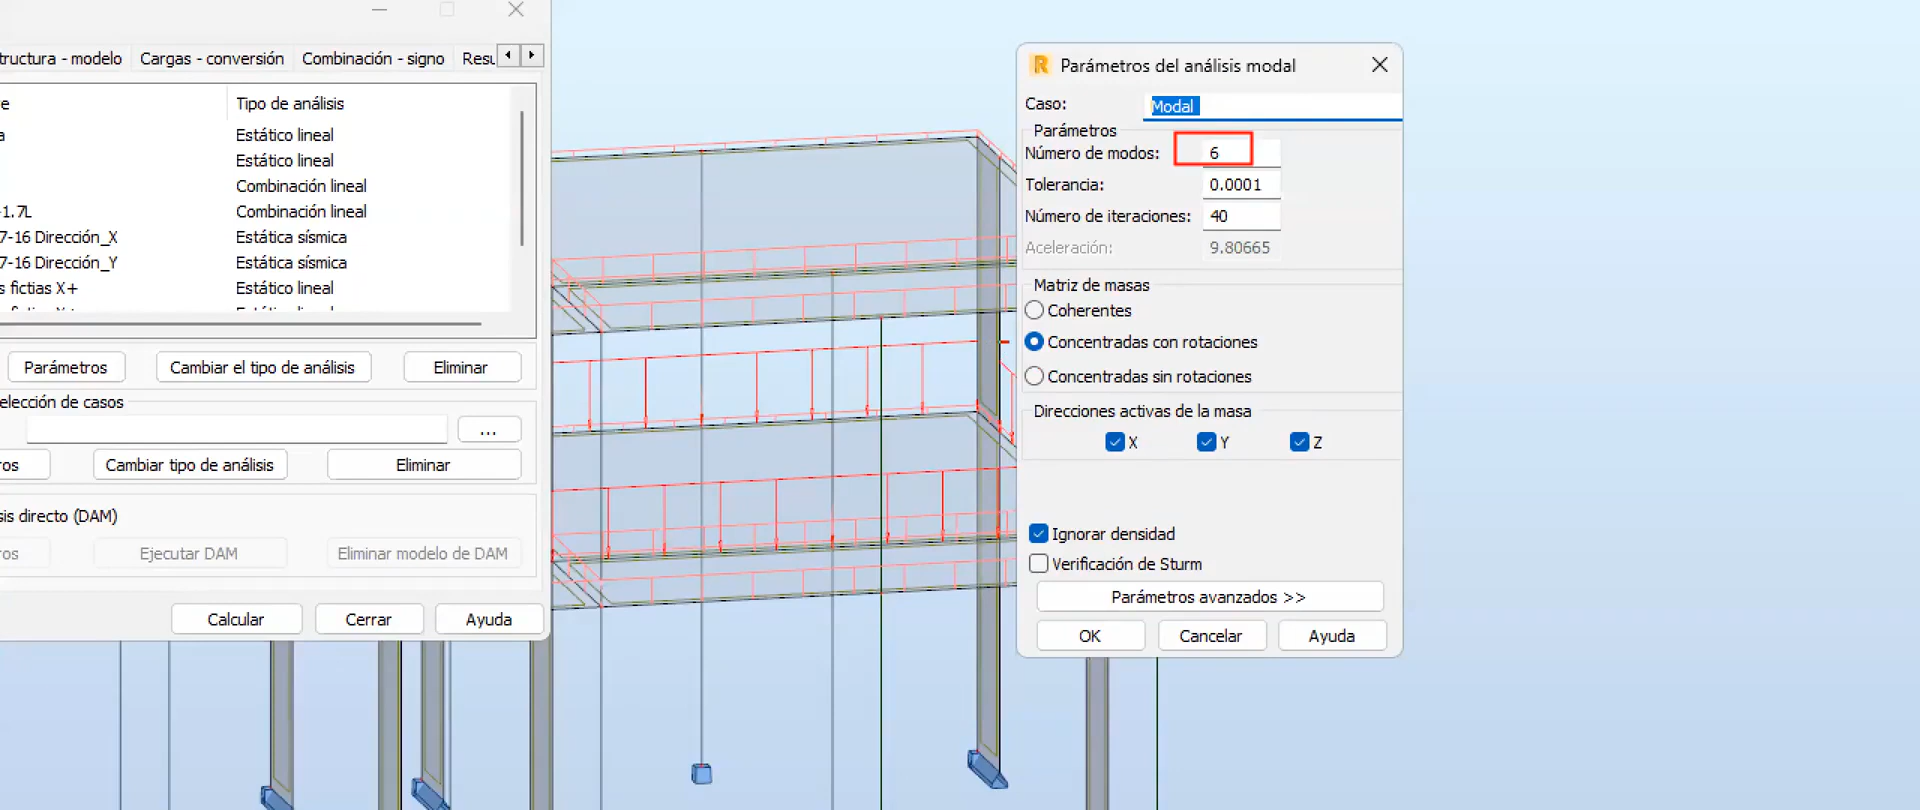 tructura - modelo Cargas - conversión Combinación - signo Resu
e Tipo de análisis
a Estático lineal
Estático lineal
Combinación lineal
-1.7L Combinación lineal
7-16 Dirección_X Estática sísmica
7-16 Dirección_Y Estática sísmica
s fictias X+ Estático lineal
Parámetros Cambiar el tipo de análisis Eliminar
elección de casos
...
ros Cambiar tipo de análisis Eliminar
sis directo (DAM)
ros Ejecutar DAM Eliminar modelo de DAM
Calcular Cerrar Ayuda
R Parámetros del análisis modal
Caso: Modal
Parámetros
Número de modos: 6
Tolerancia: 0.0001
Número de iteraciones: 40
Aceleración: 9.80665
Matriz de masas
Coherentes
Concentradas con rotaciones
Concentradas sin rotaciones
Direcciones activas de la masa
X Y Z
Ignorar densidad
Verificación de Sturm
Parámetros avanzados >>
OK Cancelar Ayuda